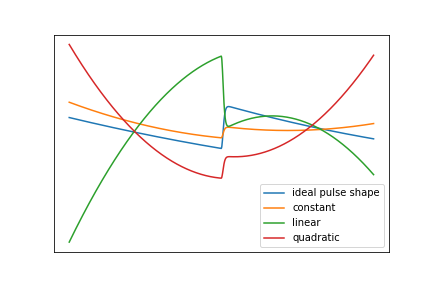 ideal pulse shape
constant
linear
quadratic